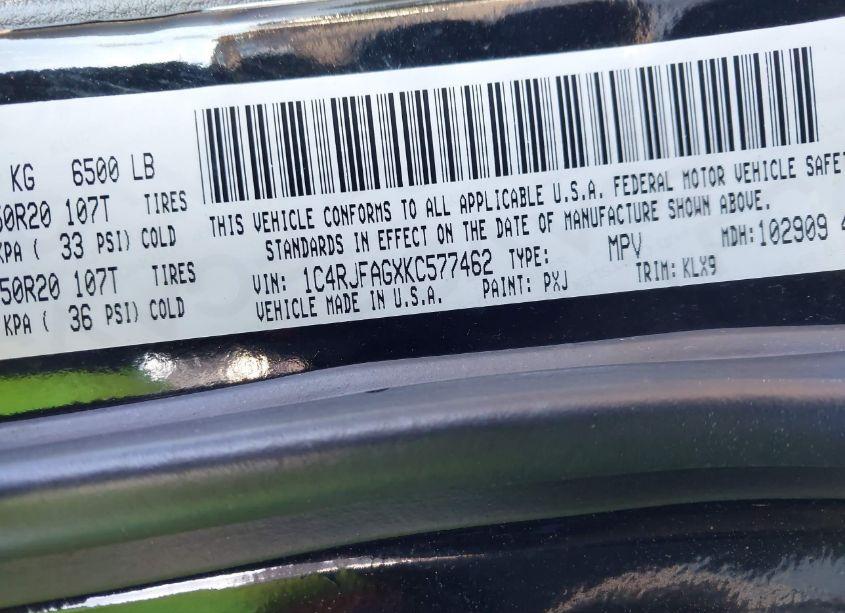 KG 6500 LB
50R20 107T TIRES
KPA ( 33 PSI) COLD
50R20 107T TIRES
KPA ( 36 PSI) COLD
THIS VEHICLE CONFORMS TO ALL APPLICABLE U.S.A. FEDERAL MOTOR VEHICLE SAFET
STANDARDS IN EFFECT ON THE DATE OF MANUFACTURE SHOWN ABOVE.
VIN: 1C4RJFAGXKC577462 TYPE: MPV MDH:102909 4
VEHICLE MADE IN U.S.A. PAINT: PXJ TRIM: KLX9